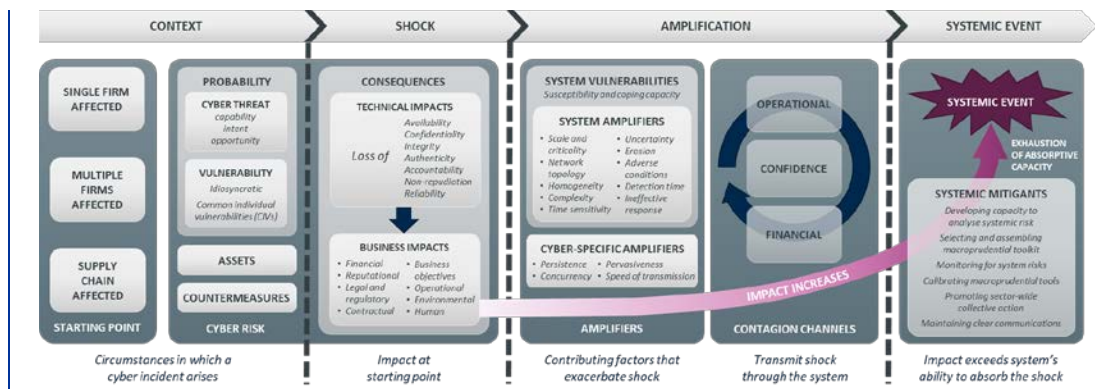 CONTEXT
SHOCK
AMPLIFICATION
SYSTEMIC EVENT
SINGLE FIRM
AFFECTED
MULTIPLE
FIRMS
AFFECTED
SUPPLY
CHAIN
AFFECTED
STARTING POINT
PROBABILITY
CYBER THREAT
capability
intent
opportunity
VULNERABILITY
Idiosyncratic
Common individual
vulnerabilities (CIVs)
ASSETS
COUNTERMEASURES
CYBER RISK
Circumstances in which a
cyber incident arises
CONSEQUENCES
TECHNICAL IMPACTS
Loss of
Availability
Confidentiality
Integrity
Authenticity
Accountability
Non-repudiation
Reliability
BUSINESS IMPACTS
• Financial
• Reputational
• Legal and
regulatory
• Contractual
• Business
objectives
• Operational
• Environmental
• Human
Impact at
starting point
SYSTEM VULNERABILITIES
Susceptibility and coping capacity
SYSTEM AMPLIFIERS
• Scale and
criticality
• Network
topology
• Homogeneity
• Complexity
• Time sensitivity
• Uncertainty
• Erosion
• Adverse
conditions
• Detection time
• Ineffective
response
CYBER-SPECIFIC AMPLIFIERS
• Persistence
• Concurrency
• Pervasiveness
• Speed of transmission
AMPLIFIERS
Contributing factors that
exacerbate shock
OPERATIONAL
CONFIDENCE
FINANCIAL
IMPACT INCREASES
CONTAGION CHANNELS
Transmit shock
through the system
SYSTEMIC EVENT
EXHAUSTION
OF ABSORPTIVE
CAPACITY
SYSTEMIC MITIGANTS
Developing capacity to
analyse systemic risk
Selecting and assembling
macroprudential toolkit
Monitoring for system risks
Calibrating macroprudential tools
Promoting sector-wide
collective action
Maintaining clear communications
Impact exceeds system's
ability to absorb the shock